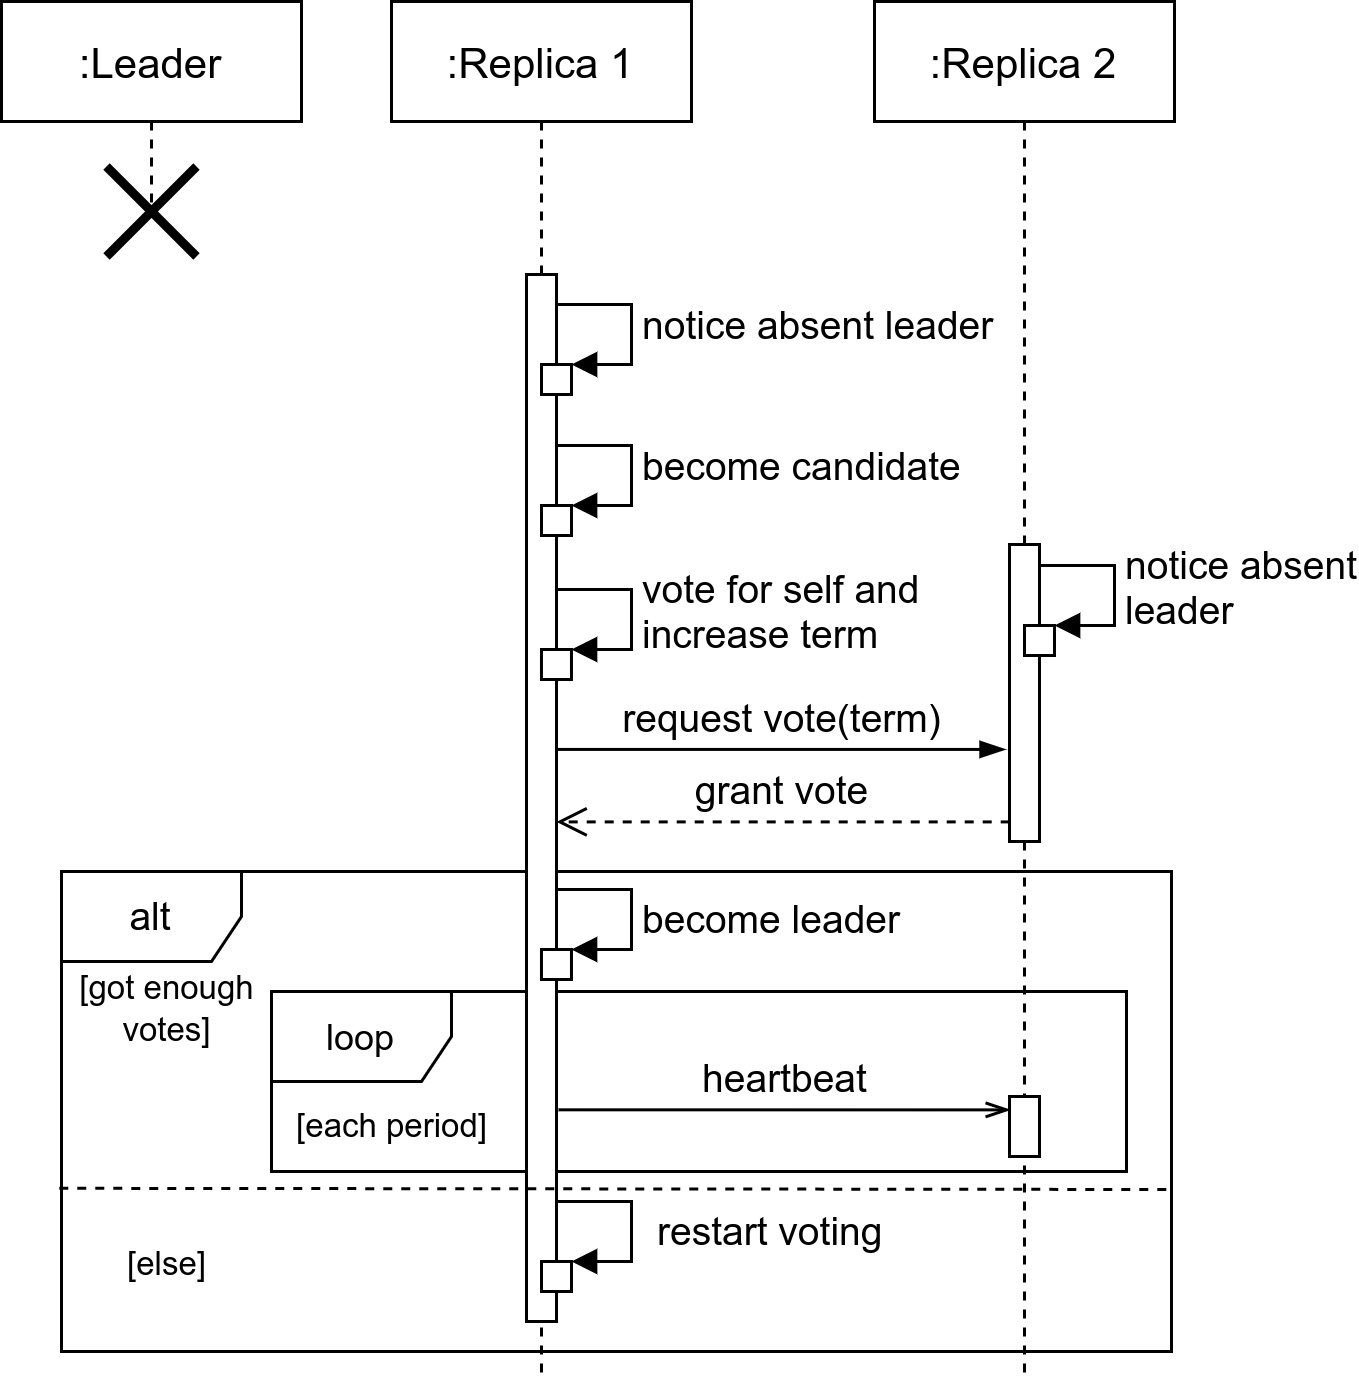 :Leader
:Replica 1
:Replica 2
notice absent leader
become candidate
notice absent
leader
vote for self and
increase term
request vote(term)
grant vote
alt
become leader
[got enough
votes]
loop
heartbeat
[each period]
restart voting
[else]